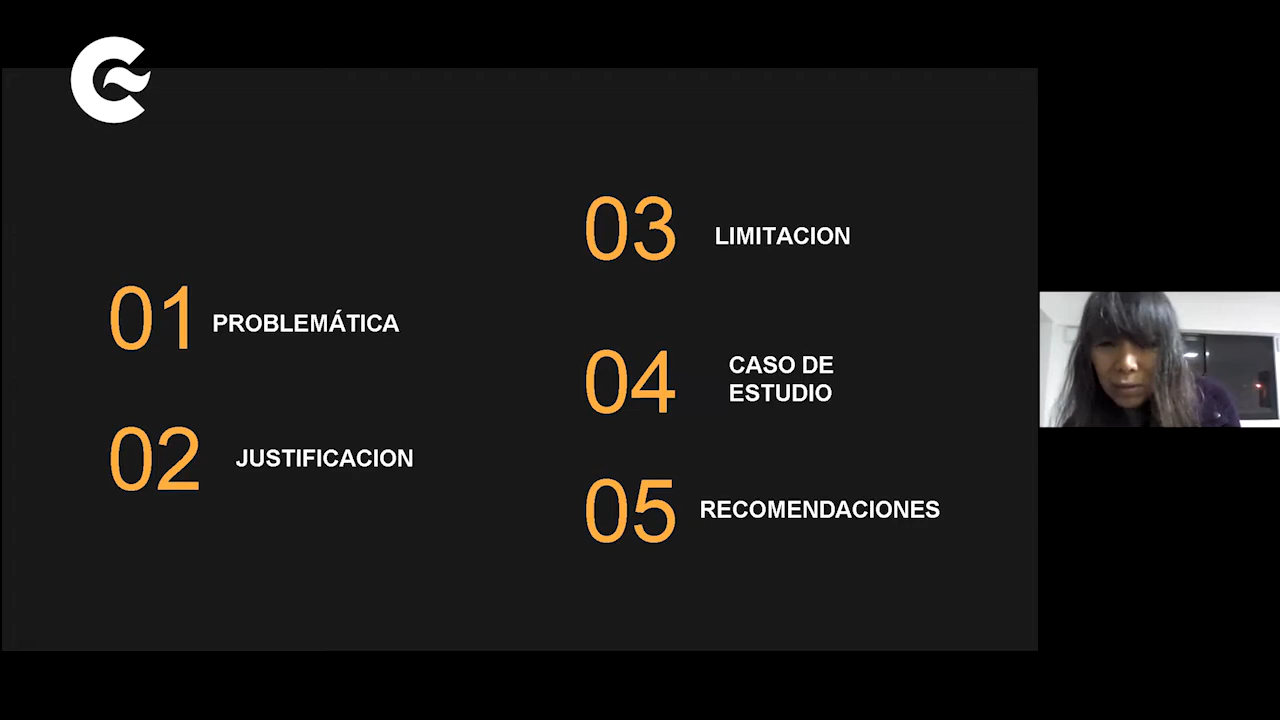 01 PROBLEMÁTICA
02 JUSTIFICACION
03 LIMITACION
04 CASO DE
ESTUDIO
05 RECOMENDACIONES